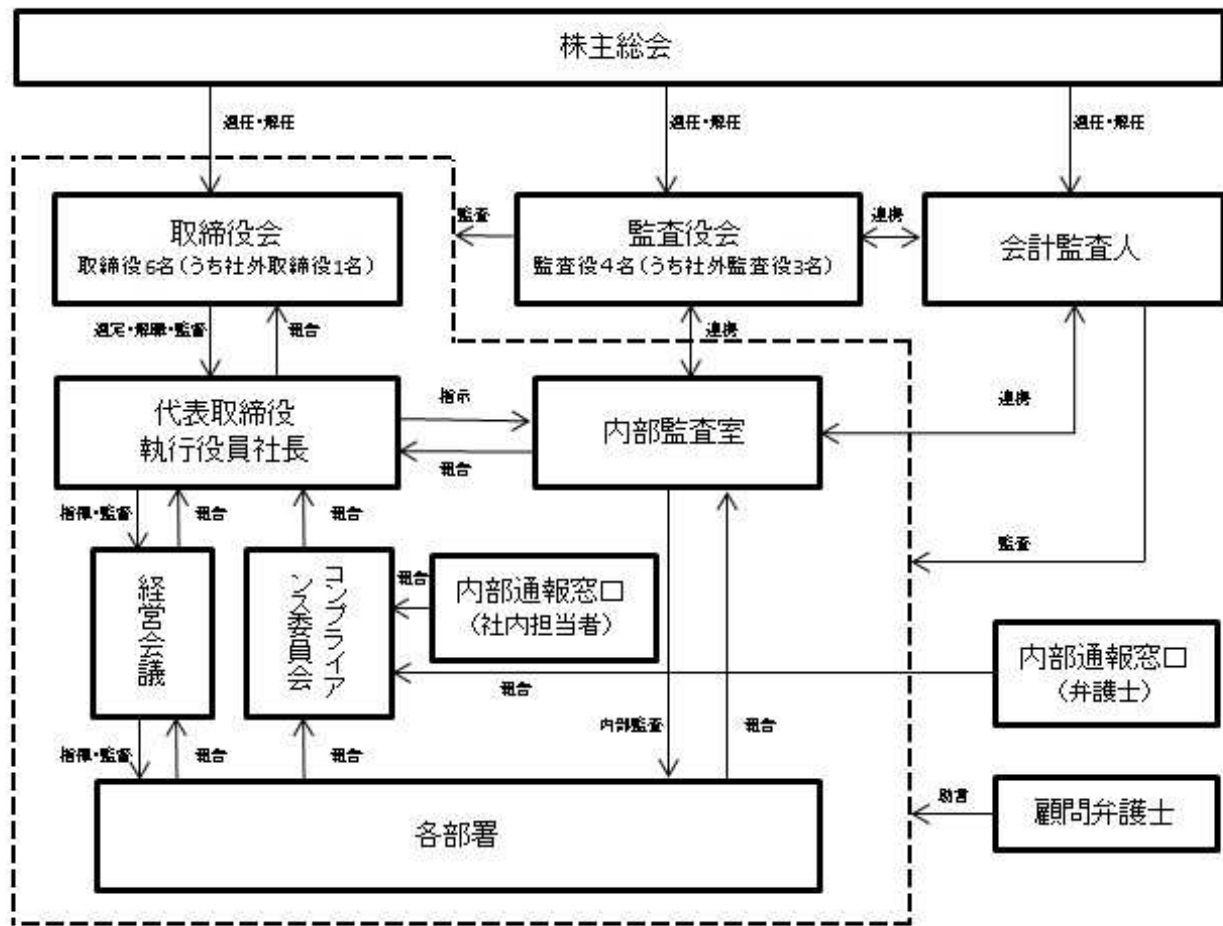 株主総会
選任・解任
選任・解任
選任・解任
取締役会
取締役6名(うち社外取締役1名)
監査
監査役会
監査役4名(うち社外監査役3名)
連携
会計監査人
選定・解職・監督
報告
連携
代表取締役
執行役員社長
指示
報告
内部監査室
連携
指揮・監督
報告
報告
監査
経営会議
コンプライア
ンス委員会
報告
内部通報窓口
(社内担当者)
報告
内部通報窓口
(弁護士)
指揮・監督
報告
報告
内部監査
報告
各部署
助言
顧問弁護士